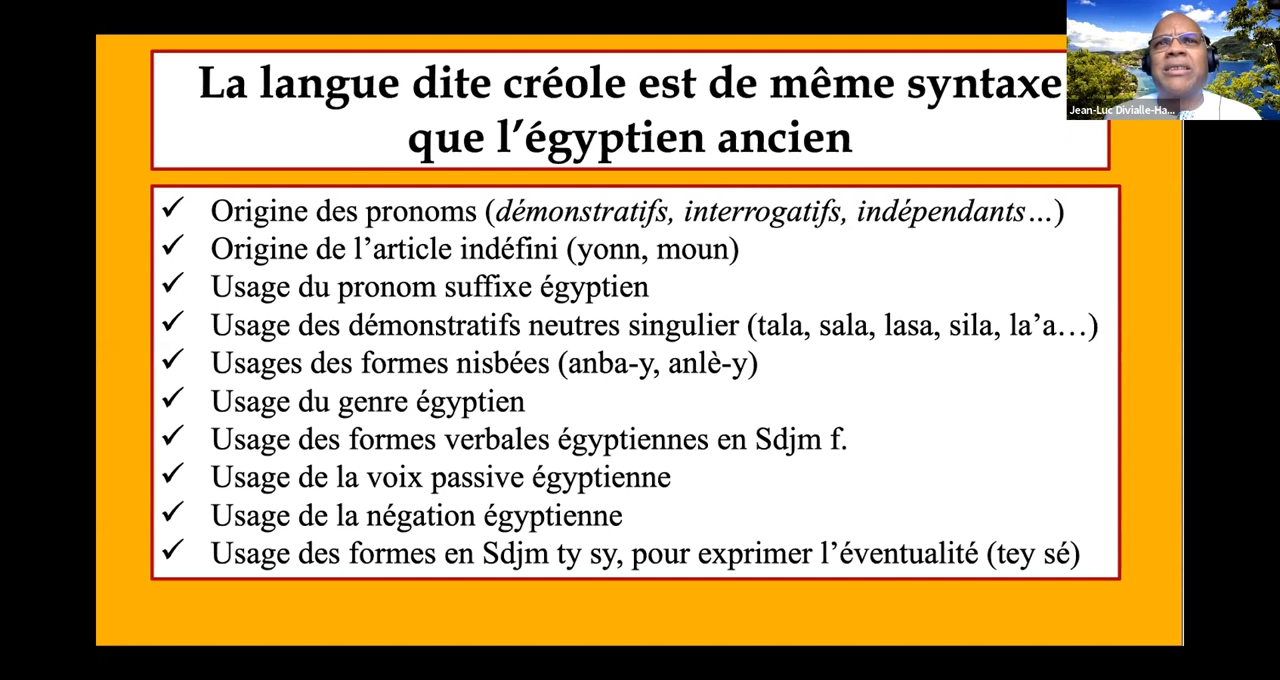 La langue dite créole est de même syntaxe
que l’égyptien ancien
Jean-Luc Divialle-Ha...
✓ Origine des pronoms (démonstratifs, interrogatifs, indépendants…)
✓ Origine de l’article indéfini (yonn, moun)
✓ Usage du pronom suffixe égyptien
✓ Usage des démonstratifs neutres singulier (tala, sala, lasa, sila, la’a…)
✓ Usages des formes nisbées (anba-y, anlè-y)
✓ Usage du genre égyptien
✓ Usage des formes verbales égyptiennes en Sdjm f.
✓ Usage de la voix passive égyptienne
✓ Usage de la négation égyptienne
✓ Usage des formes en Sdjm ty sy, pour exprimer l’éventualité (tey sé)